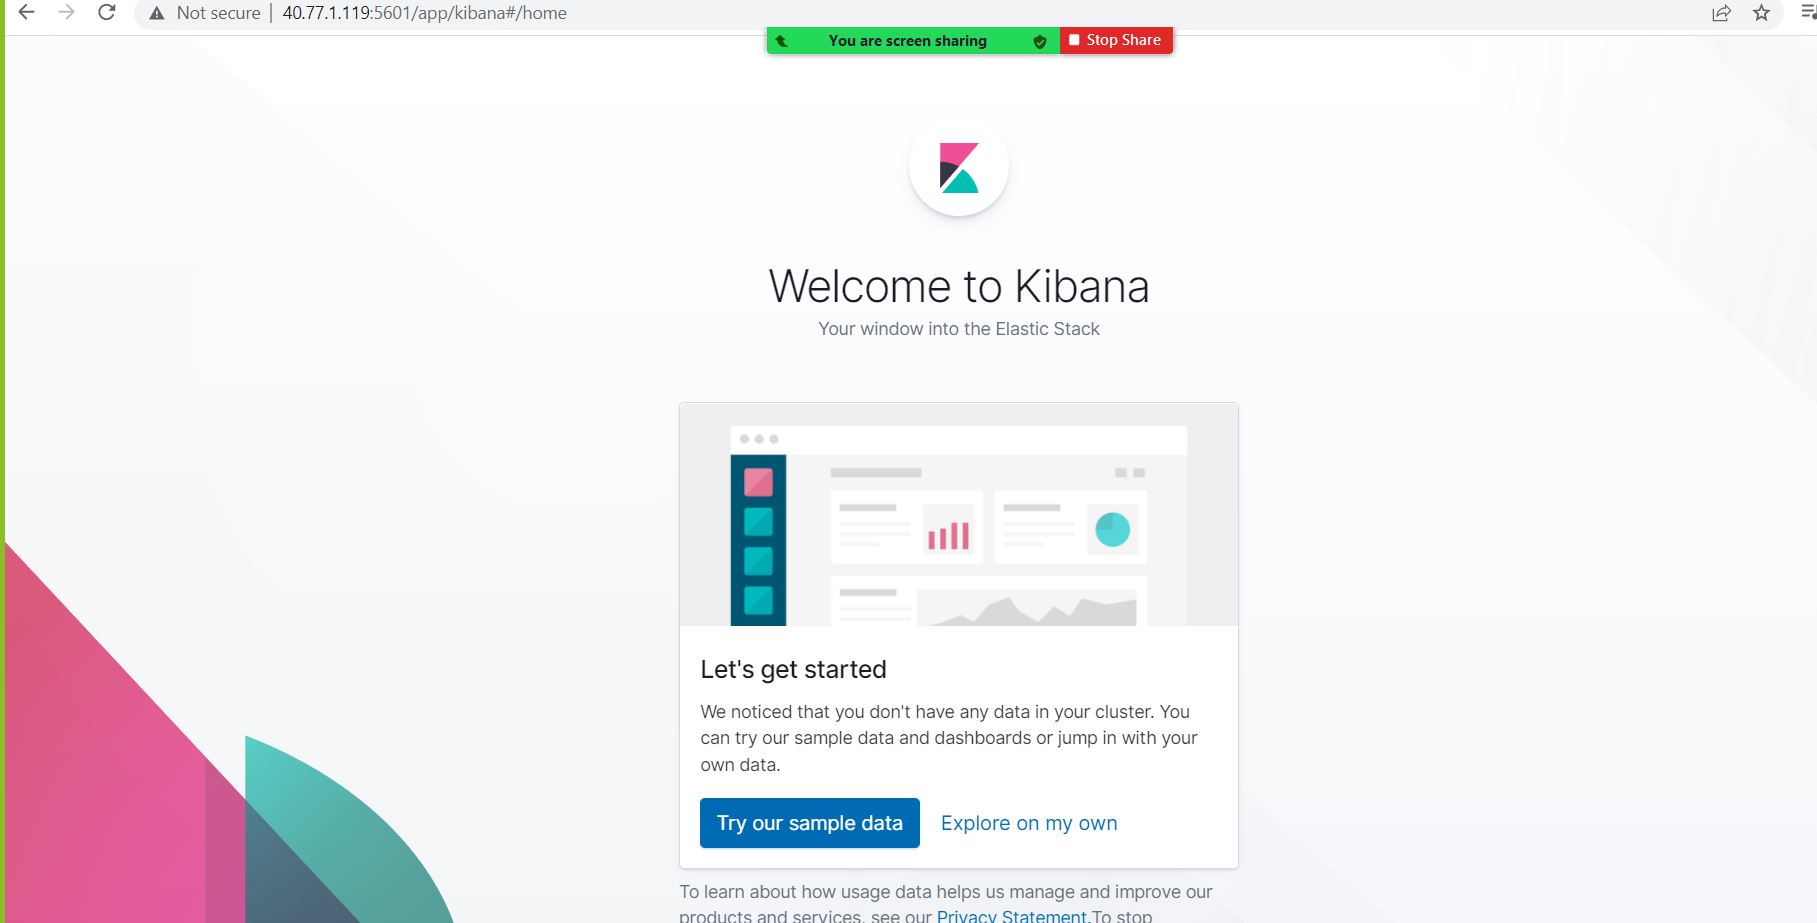 Not secure | 40.77.1.119:5601/app/kibana#/home
You are screen sharing
Stop Share
Welcome to Kibana
Your window into the Elastic Stack
Let's get started
We noticed that you don't have any data in your cluster. You
can try our sample data and dashboards or jump in with your
own data.
Try our sample data
Explore on my own
To learn about how usage data helps us manage and improve our
products and services, see our Privacy Statement.To stop